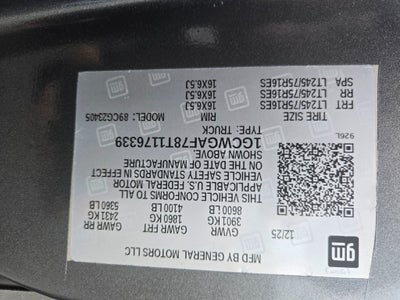 gm
MFD BY GENERAL MOTORS LLC
12/25 GVWR GAWR FRT GAWR RR
3901 KG 1860 KG 2431 KG
8600 LB 4100 LB 5360 LB
THIS VEHICLE CONFORMS TO ALL
APPLICABLE U.S. FEDERAL MOTOR
VEHICLE SAFETY STANDARDS IN EFFECT
ON THE DATE OF MANUFACTURE
SHOWN ABOVE.
1GCWGAF78T1176339
TYPE: TRUCK MODEL: 89CG23405
926L
TIRE SIZE RIM
FRT LT245/75R16ES 16X6.5J
RR LT245/75R16ES 16X6.5J
SPA LT245/75R16ES 16X6.5J